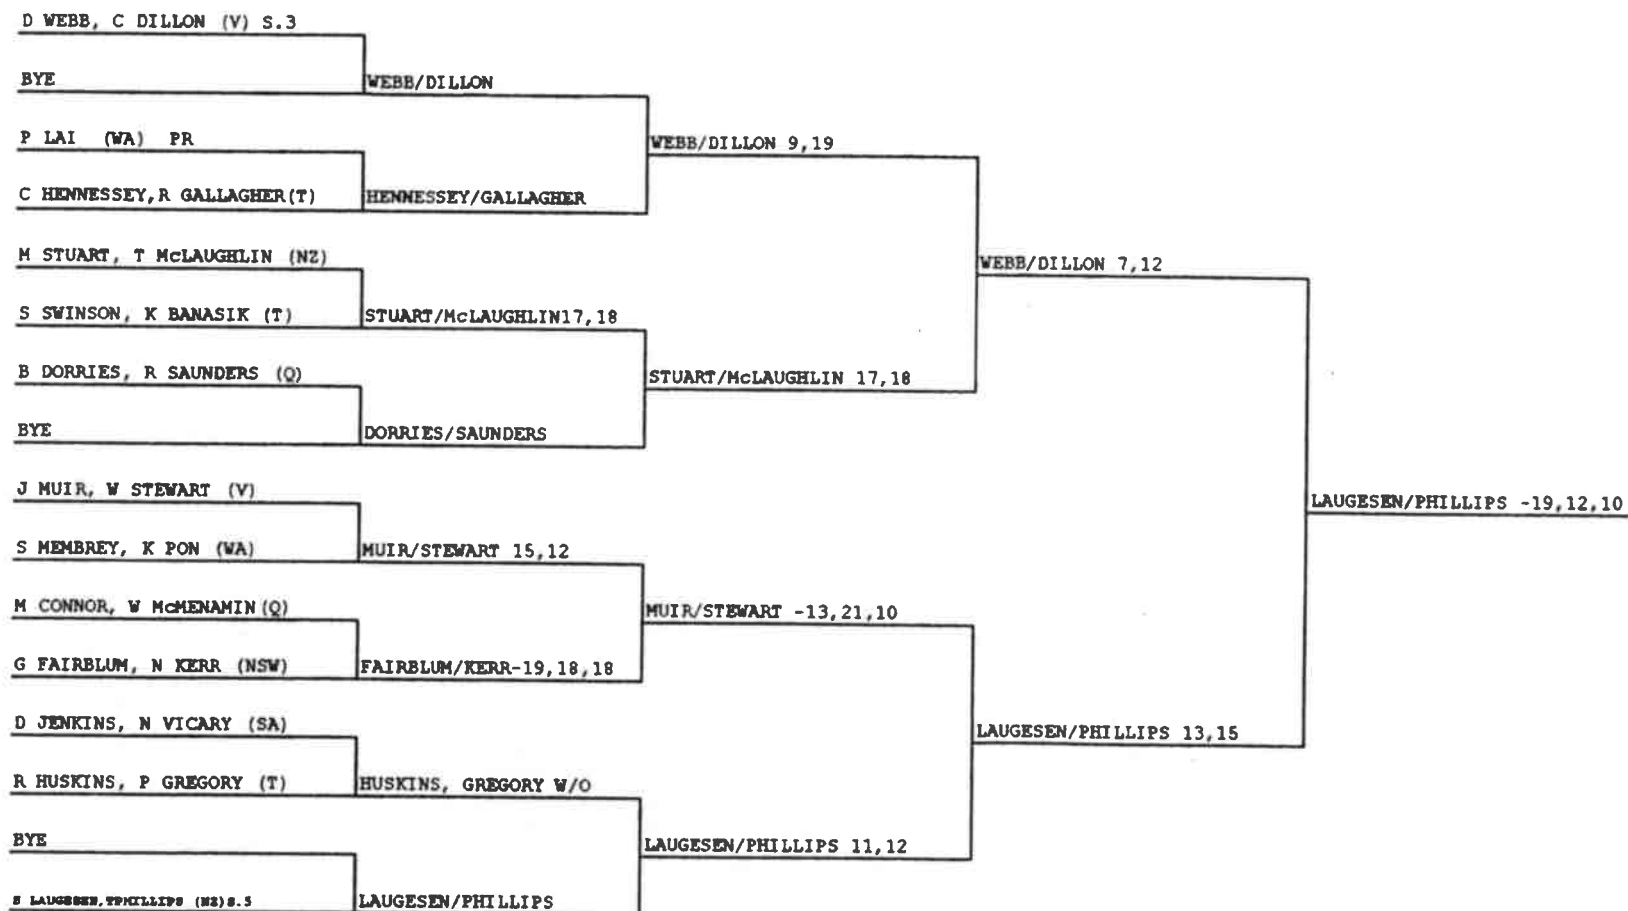 D WEBB, C DILLON (V) S.3
BYE
WEBB/DILLON
P LAI (WA) PR
WEBB/DILLON 9,19
C HENNESSEY,R GALLAGHER(T)
HENNESSEY/GALLAGHER
M STUART, T McLAUGHLIN (NZ)
WEBB/DILLON 7,12
S SWINSON, K BANASIK (T)
STUART/McLAUGHLIN17,18
B DORRIES, R SAUNDERS (Q)
STUART/McLAUGHLIN 17,18
BYE
DORRIES/SAUNDERS
J MUIR, W STEWART (V)
LAUGESEN/PHILLIPS -19,12,10
S MEMBREY, K PON (WA)
MUIR/STEWART 15,12
M CONNOR, W McMENAMIN(Q)
MUIR/STEWART -13,21,10
G FAIRBLUM, N KERR (NSW)
FAIRBLUM/KERR-19,18,18
D JENKINS, N VICARY (SA)
LAUGESEN/PHILLIPS 13,15
R HUSKINS, P GREGORY (T)
HUSKINS, GREGORY W/O
BYE
LAUGESEN/PHILLIPS 11,12
S LAUGESEN,TPHILLIPS (NZ)S.5
LAUGESEN/PHILLIPS